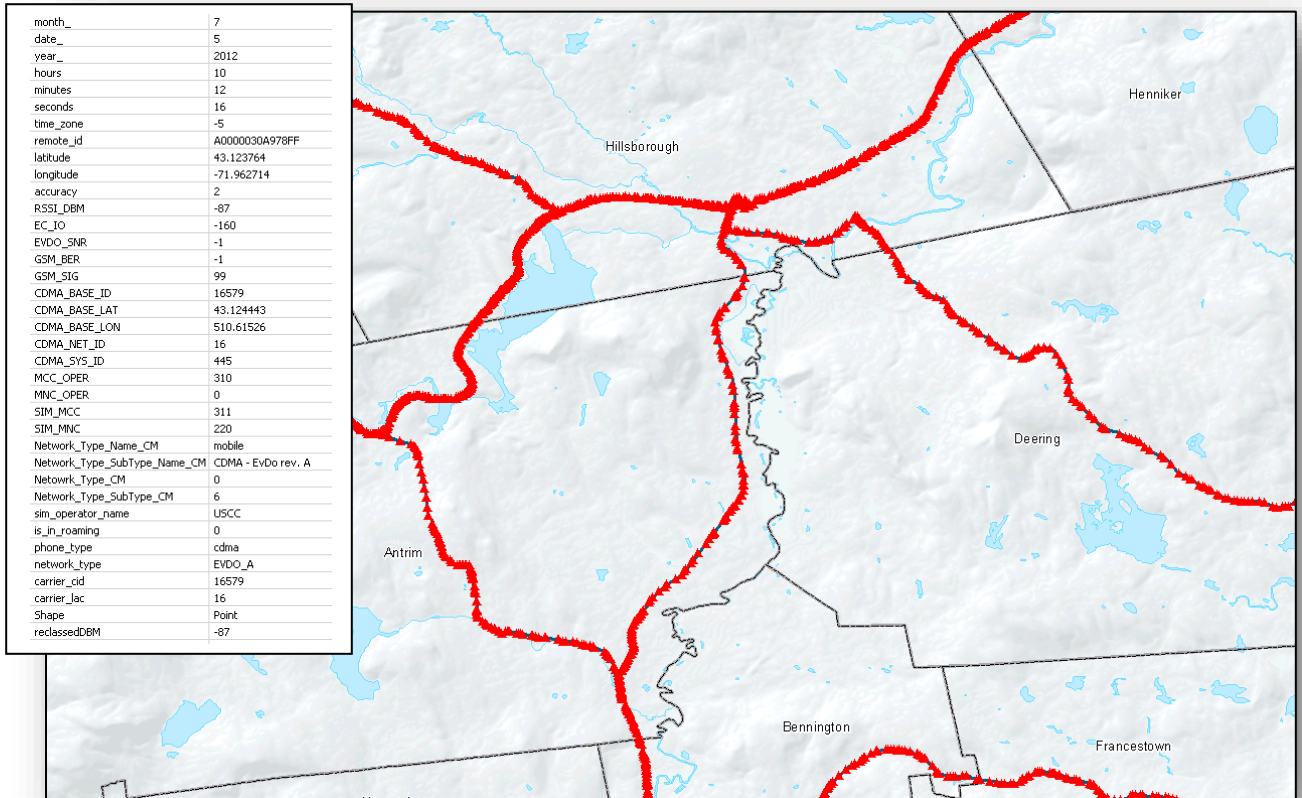 month_ 7
date_ 5
year_ 2012
hours 10
minutes 12
seconds 16
time_zone -5
remote_id A0000030A978FF
latitude 43.123764
longitude -71.962714
accuracy 2
RSSI_DBM -87
EC_IO -160
EVDO_SNR -1
GSM_BER -1
GSM_SIG 99
CDMA_BASE_ID 16579
CDMA_BASE_LAT 43.124443
CDMA_BASE_LON 510.61526
CDMA_NET_ID 16
CDMA_SYS_ID 445
MCC_OPER 310
MNC_OPER 0
SIM_MCC 311
SIM_MNC 220
Network_Type_Name_CM mobile
Network_Type_SubType_Name_CM CDMA - EvDo rev. A
Netowrk_Type_CM 0
Network_Type_SubType_CM 6
sim_operator_name USCC
is_in_roaming 0
phone_type cdma
network_type EVDO_A
carrier_cid 16579
carrier_lac 16
Shape Point
reclassedDBM -87
Henniker
Hillsborough
Deering
Antrim
Bennington
Francestown